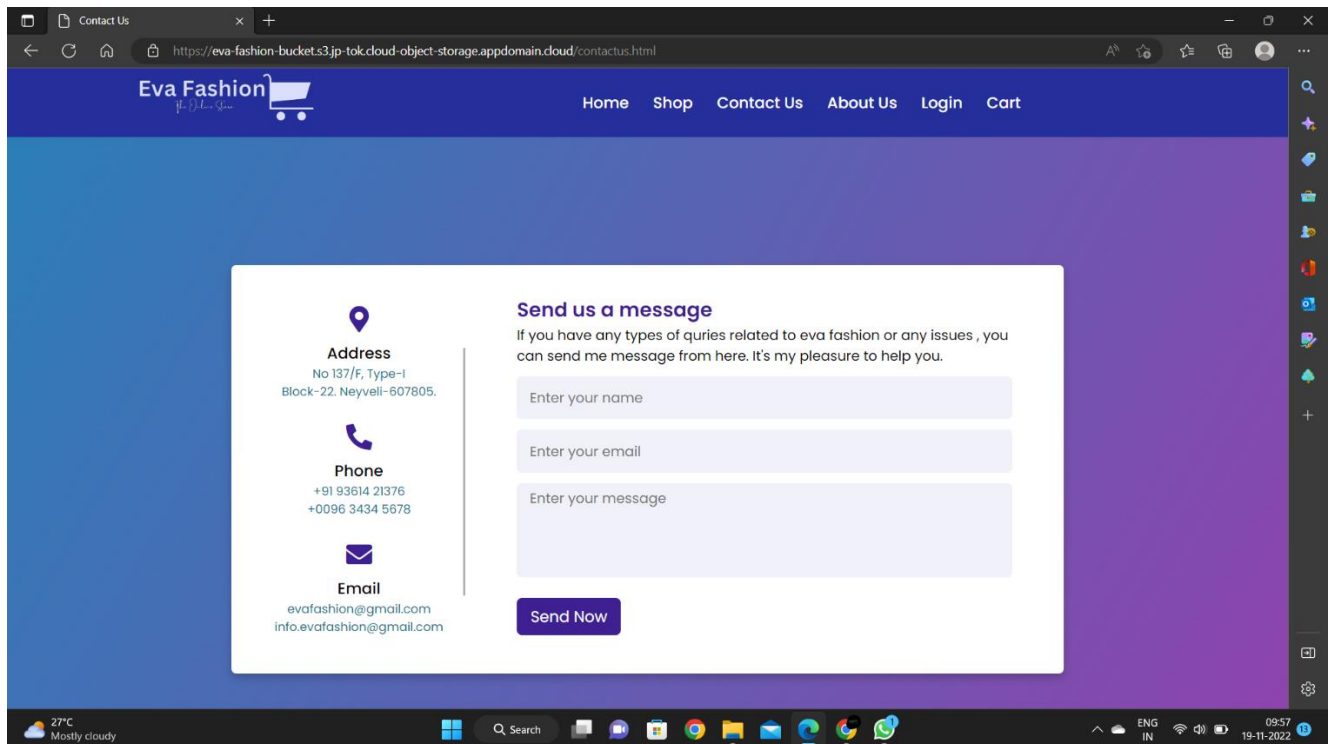 Contact Us
https://eva-fashion-bucket.s3.jp-tok.cloud-object-storage.appdomain.cloud/contactus.html
Eva Fashion
The Online Store
Home Shop Contact Us About Us Login Cart
Address
No 137/F, Type-I
Block-22. Neyveli-607805.
Phone
+91 93614 21376
+0096 3434 5678
Email
evafashion@gmail.com
info.evafashion@gmail.com
Send us a message
If you have any types of quries related to eva fashion or any issues , you
can send me message from here. It's my pleasure to help you.
Enter your name
Enter your email
Enter your message
Send Now
27°C
Mostly cloudy
Search
ENG
IN
09:57
19-11-2022
13